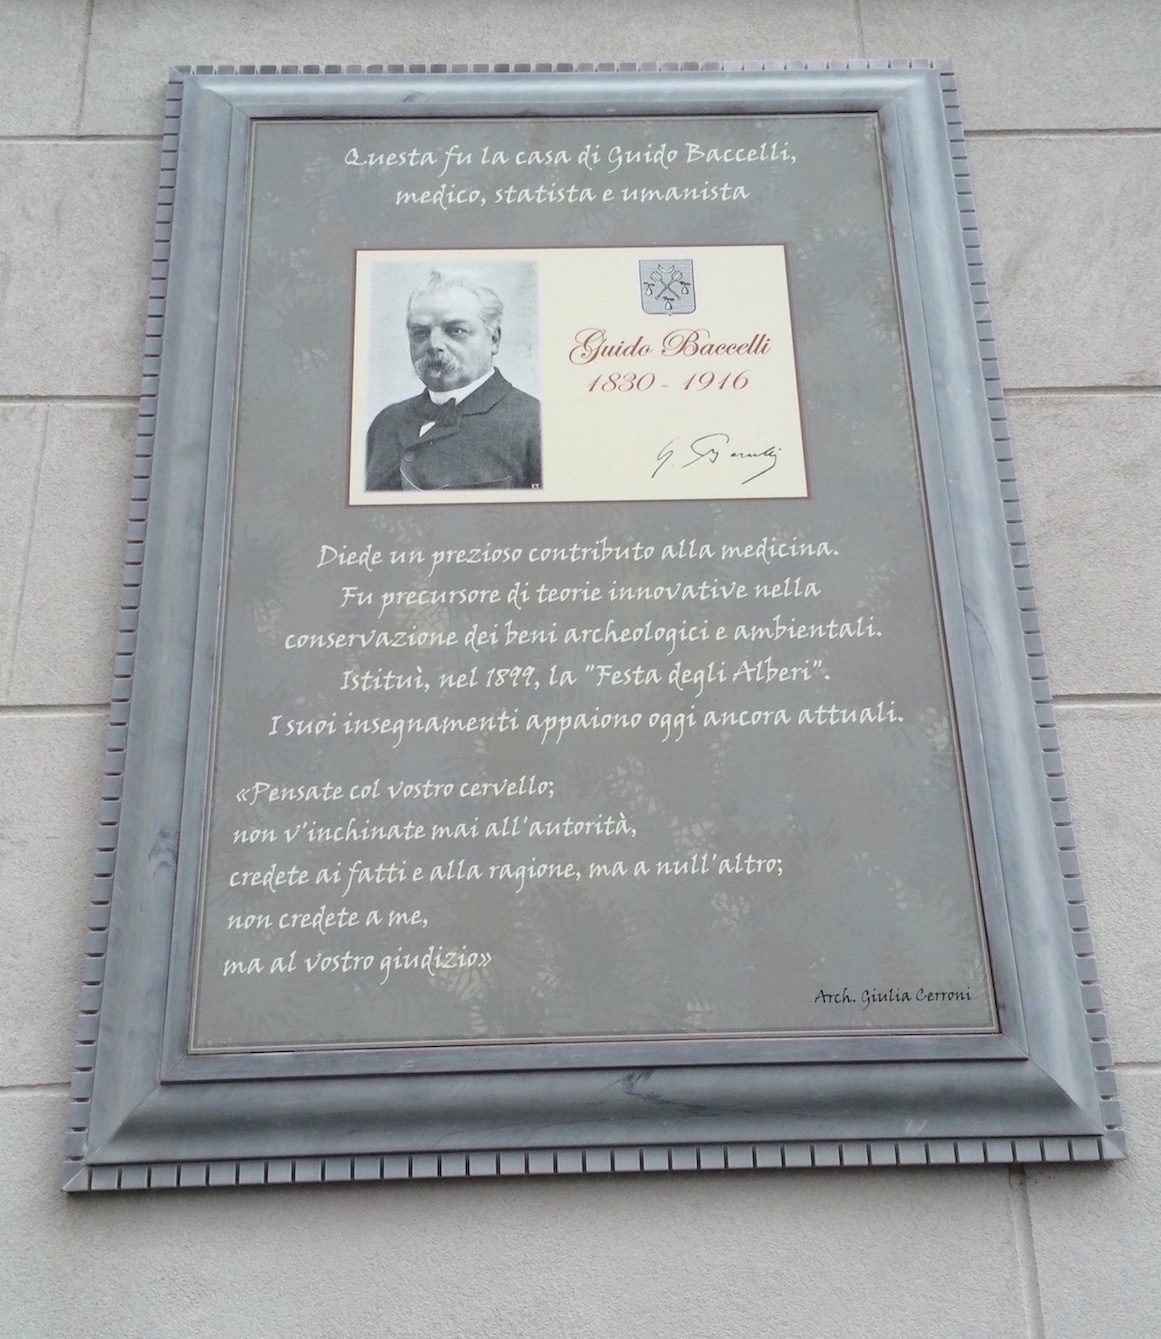 Questa fu la casa di Guido Baccelli,
medico, statista e umanista
Guido Baccelli
1830 - 1916
G. Baccelli
Diede un prezioso contributo alla medicina.
Fu precursore di teorie innovative nella
conservazione dei beni archeologici e ambientali.
Istituì, nel 1899, la "Festa degli Alberi".
I suoi insegnamenti appaiono oggi ancora attuali.
«Pensate col vostro cervello;
non v'inchinate mai all'autorità,
credete ai fatti e alla ragione, ma a null'altro;
non credete a me,
ma al vostro giudizio»
Arch. Giulia Cerroni